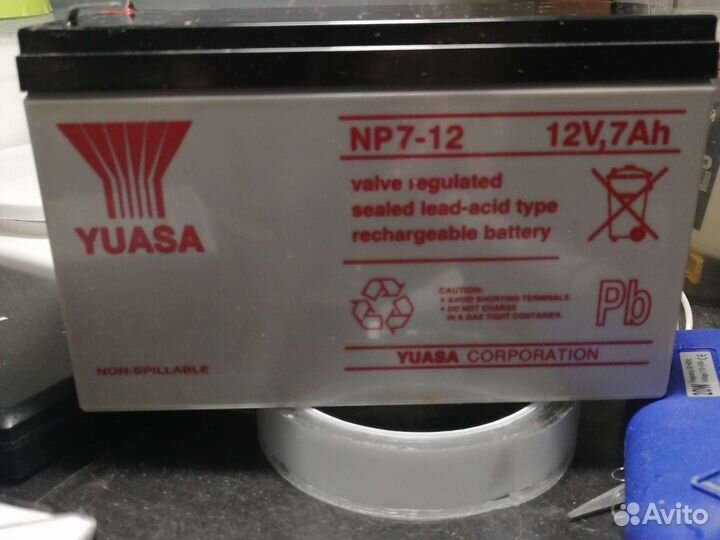 YUASA
NP7-12 12V,7Ah
valve regulated
sealed lead-acid type
rechargeable battery
CAUTION:
• AVOID SHORTING TERMINALS
• DO NOT CHARGE
IN A GAS TIGHT CONTAINER
Pb
NON-SPILLABLE
YUASA CORPORATION
Avito